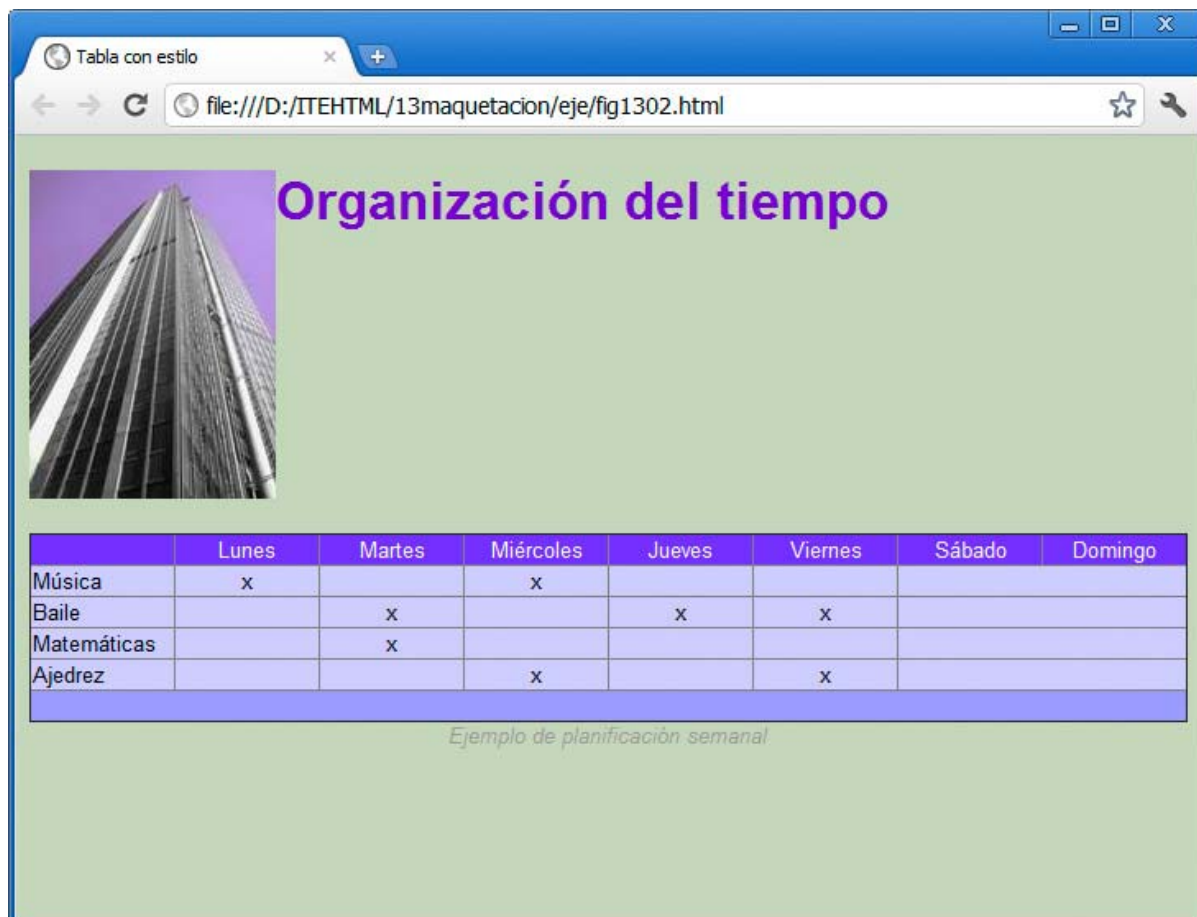 Tabla con estilo
file:///D:/ITEHTML/13maquetacion/eje/fig1302.html
Organización del tiempo
Lunes Martes Miércoles Jueves Viernes Sábado Domingo
Música x x
Baile x x x
Matemáticas x
Ajedrez x x
Ejemplo de planificación semanal